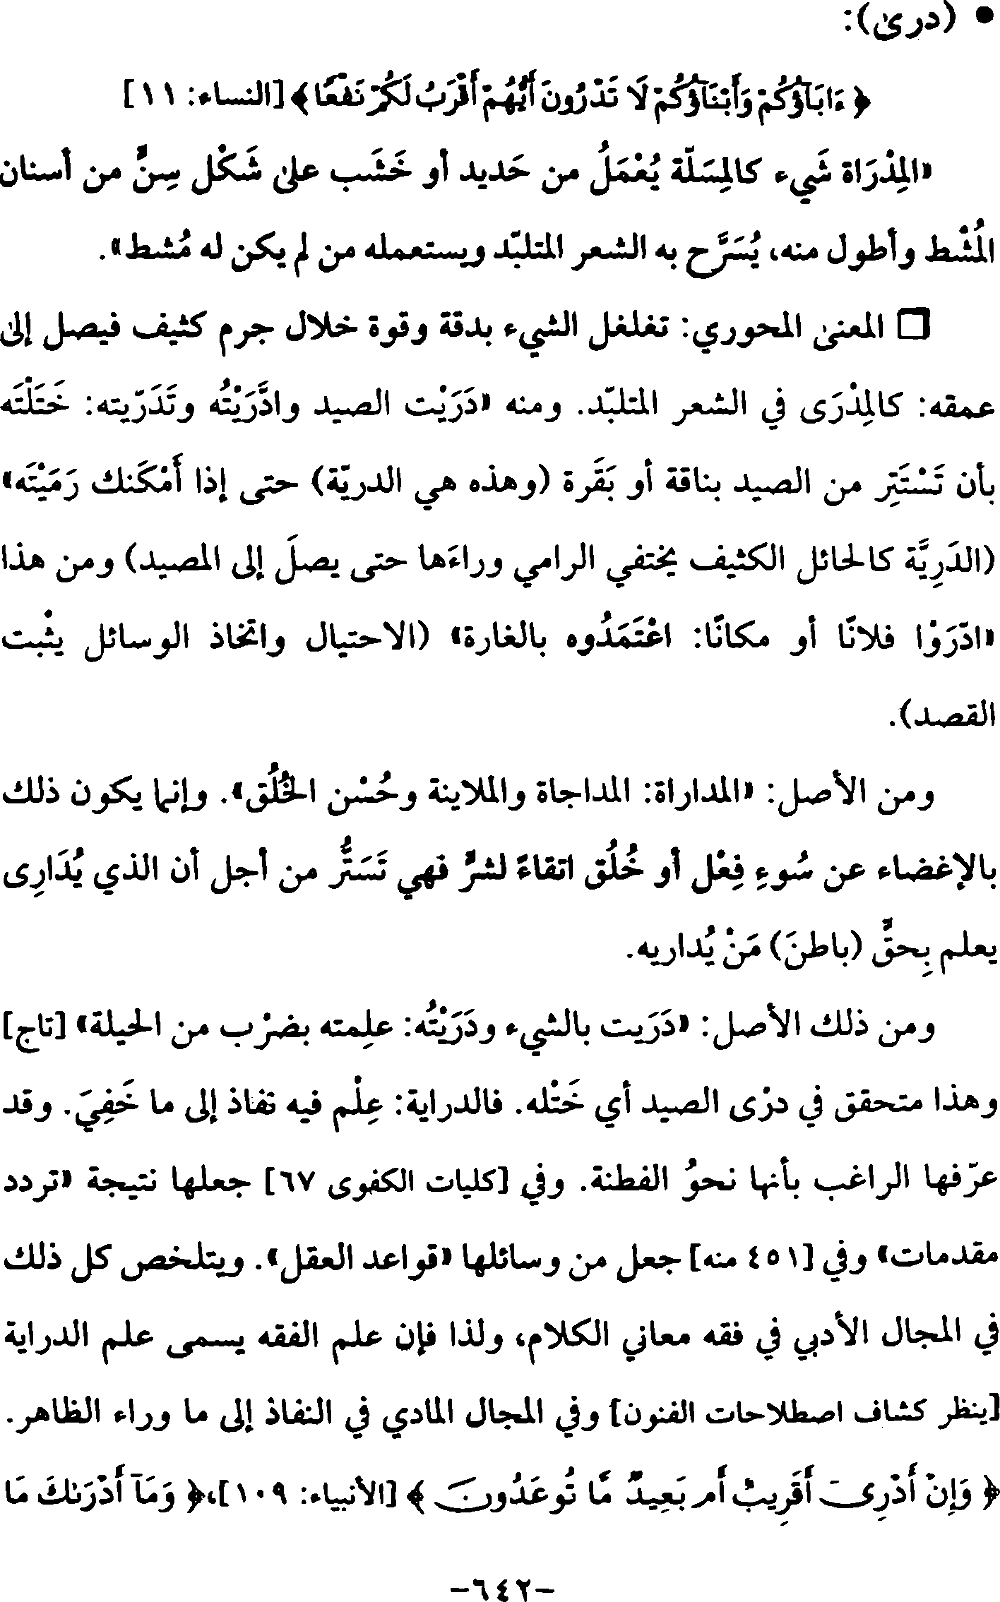 • (درى):
﴿ ءَابَآؤُكُمْ وَأَبْنَآؤُكُمْ لَا تَدْرُونَ أَيُّهُمْ أَقْرَبُ لَكُمْ نَفْعًا ﴾ [النساء: ١١]
«المِدْرَاة شَيء كالمِسَلّة يُعْمَلُ من حَديد أو خَشَب على شَكْل سِنٍّ من أسنان
المُشْط وأطول منه، يُسَرَّح به الشعر المتلبّد ويستعمله من لم يكن له مُشط».
□ المعنى المحوري: تغلغل الشيء بدقة وقوة خلال جرم كثيف فيصل إلى
عمقه: كالمِدْرَى في الشعر المتلبّد. ومنه «دَرَيْت الصيد وادَّرَيْتُه وتَدَرّيته: خَتَلْتَه
بأن تَسْتَتِر من الصيد بناقة أو بَقَرة (وهذه هي الدريّة) حتى إذا أَمْكَنك رَمَيْتَه»
(الدَرِيَّة كالحائل الكثيف يختفي الرامي وراءَها حتى يصلَ إلى المصيد) ومن هذا
«ادّرَوْا فلانًا أو مكانًا: اعْتَمَدُوه بالغارة» (الاحتيال واتخاذ الوسائل يثْبت
القصد).
ومن الأصل: «المداراة: المداجاة والملاينة وحُسْن الخُلُق». وإنما يكون ذلك
بالإغضاء عن سُوءِ فِعْل أو خُلُق اتقاءً لشرٍّ فهي تَسَتُّر من أجل أن الذي يُدَارِى
يعلم بِحقٍّ (باطنَ) مَنْ يُداريه.
ومن ذلك الأصل: «دَرَيت بالشيء ودَرَيْتُه: علِمته بضرْب من الحيلة» [تاج]
وهذا متحقق في درْى الصيد أي خَتْله. فالدراية: عِلْم فيه نفاذ إلى ما خَفِيَ. وقد
عرّفها الراغب بأنها نحوُ الفطنة. وفي [كليات الكفوى ٦٧] جعلها نتيجة «تردد
مقدمات» وفي [٤٥١ منه] جعل من وسائلها «قواعد العقل». ويتلخص كل ذلك
في المجال الأدبي في فقه معاني الكلام، ولذا فإن علم الفقه يسمى علم الدراية
[ينظر كشاف اصطلاحات الفنون] وفي المجال المادي في النفاذ إلى ما وراء الظاهر.
﴿ وَإِنْ أَدْرِىٓ أَقَرِيبٌ أَم بَعِيدٌ مَّا تُوعَدُونَ ﴾ [الأنبياء: ١٠٩]، ﴿ وَمَآ أَدْرَىٰكَ مَا
-٦٤٢-